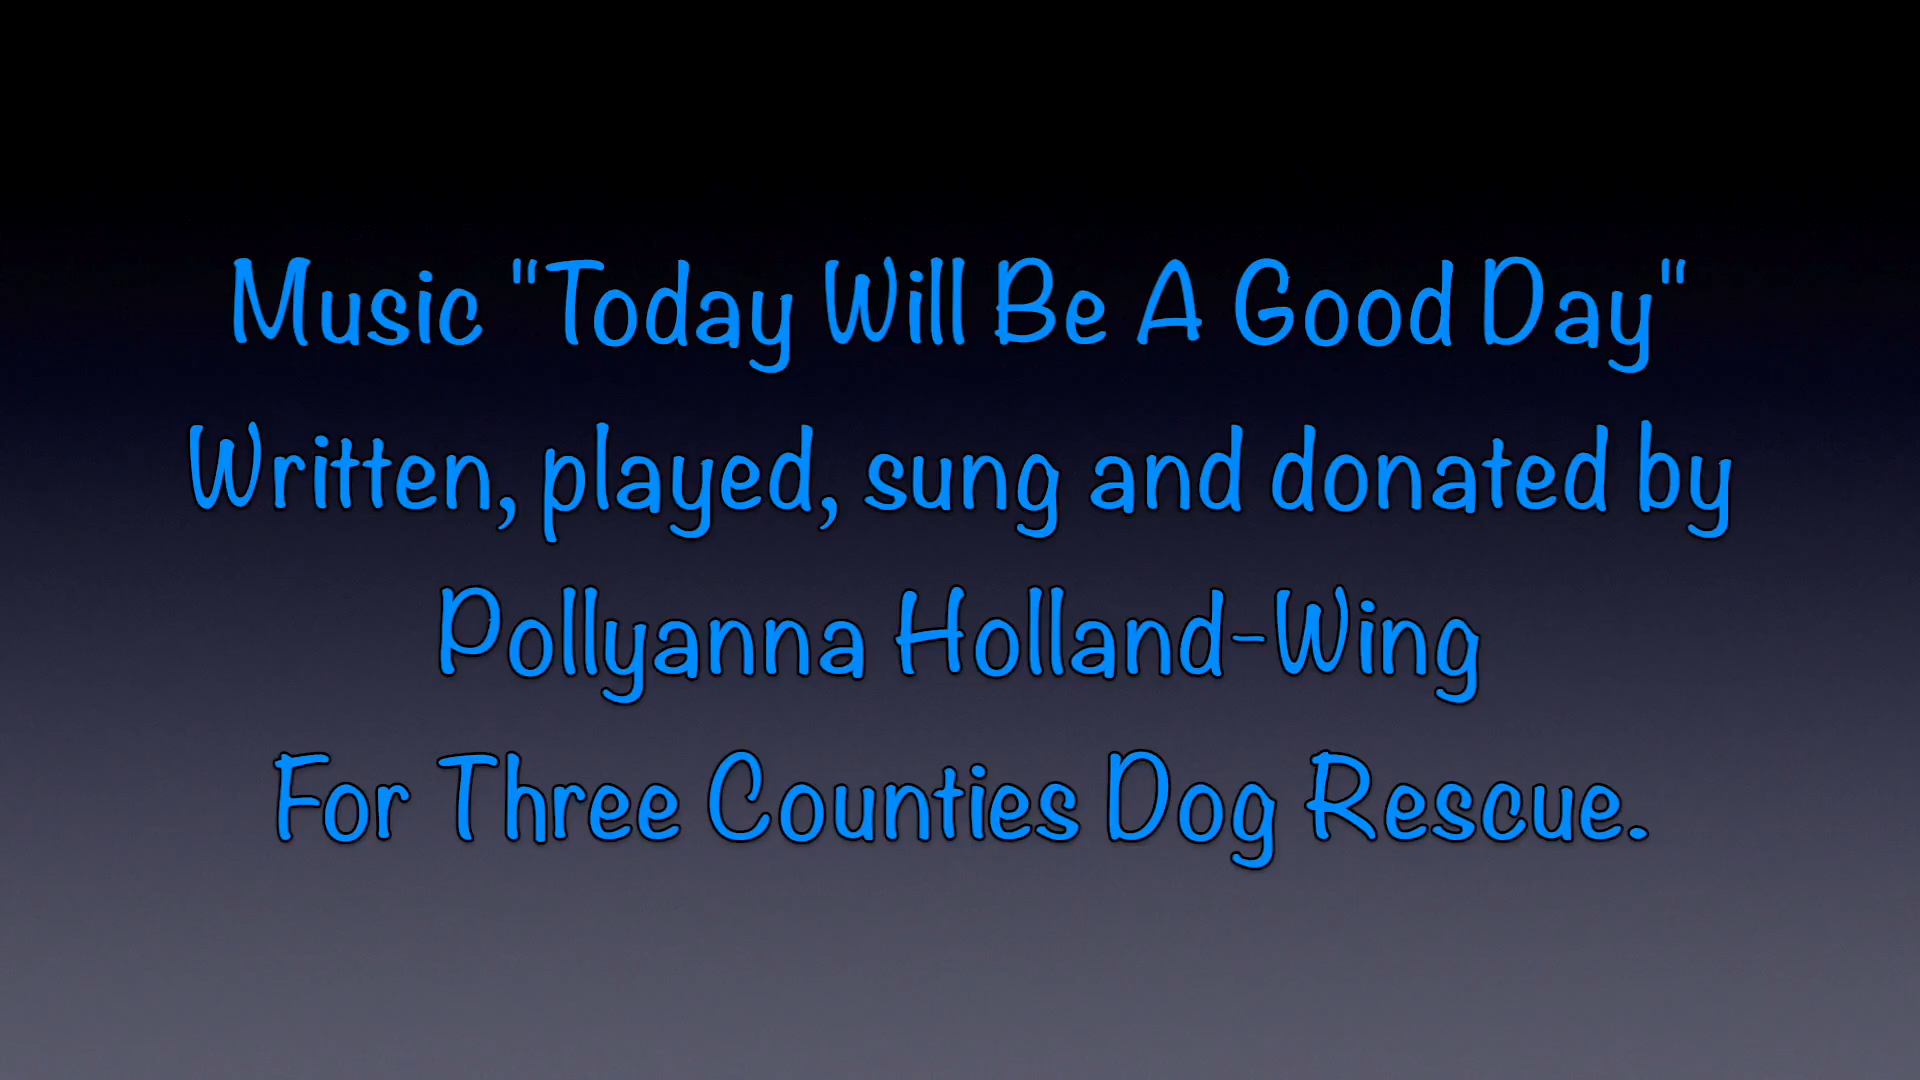 Music "Today Will Be A Good Day"
Written, played, sung and donated by
Pollyanna Holland-Wing
For Three Counties Dog Rescue.